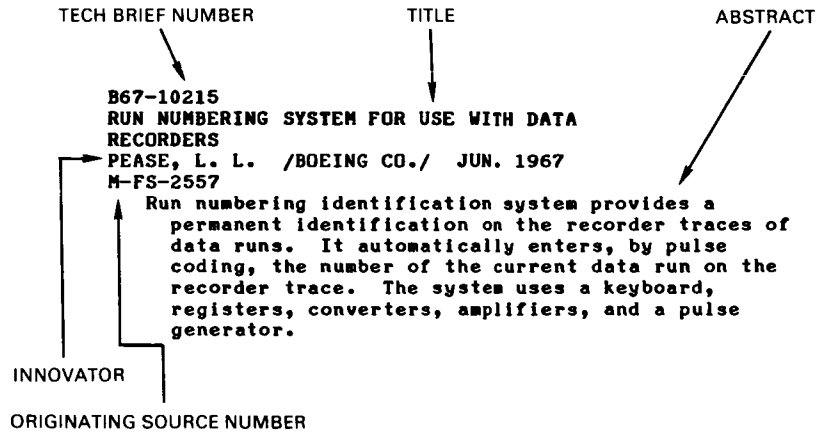 TECH BRIEF NUMBER TITLE ABSTRACT
B67-10215
RUN NUMBERING SYSTEM FOR USE WITH DATA
RECORDERS
PEASE, L. L. /BOEING CO./ JUN. 1967
M-FS-2557
Run numbering identification system provides a
permanent identification on the recorder traces of
data runs. It automatically enters, by pulse
coding, the number of the current data run on the
recorder trace. The system uses a keyboard,
registers, converters, amplifiers, and a pulse
generator.
INNOVATOR
ORIGINATING SOURCE NUMBER